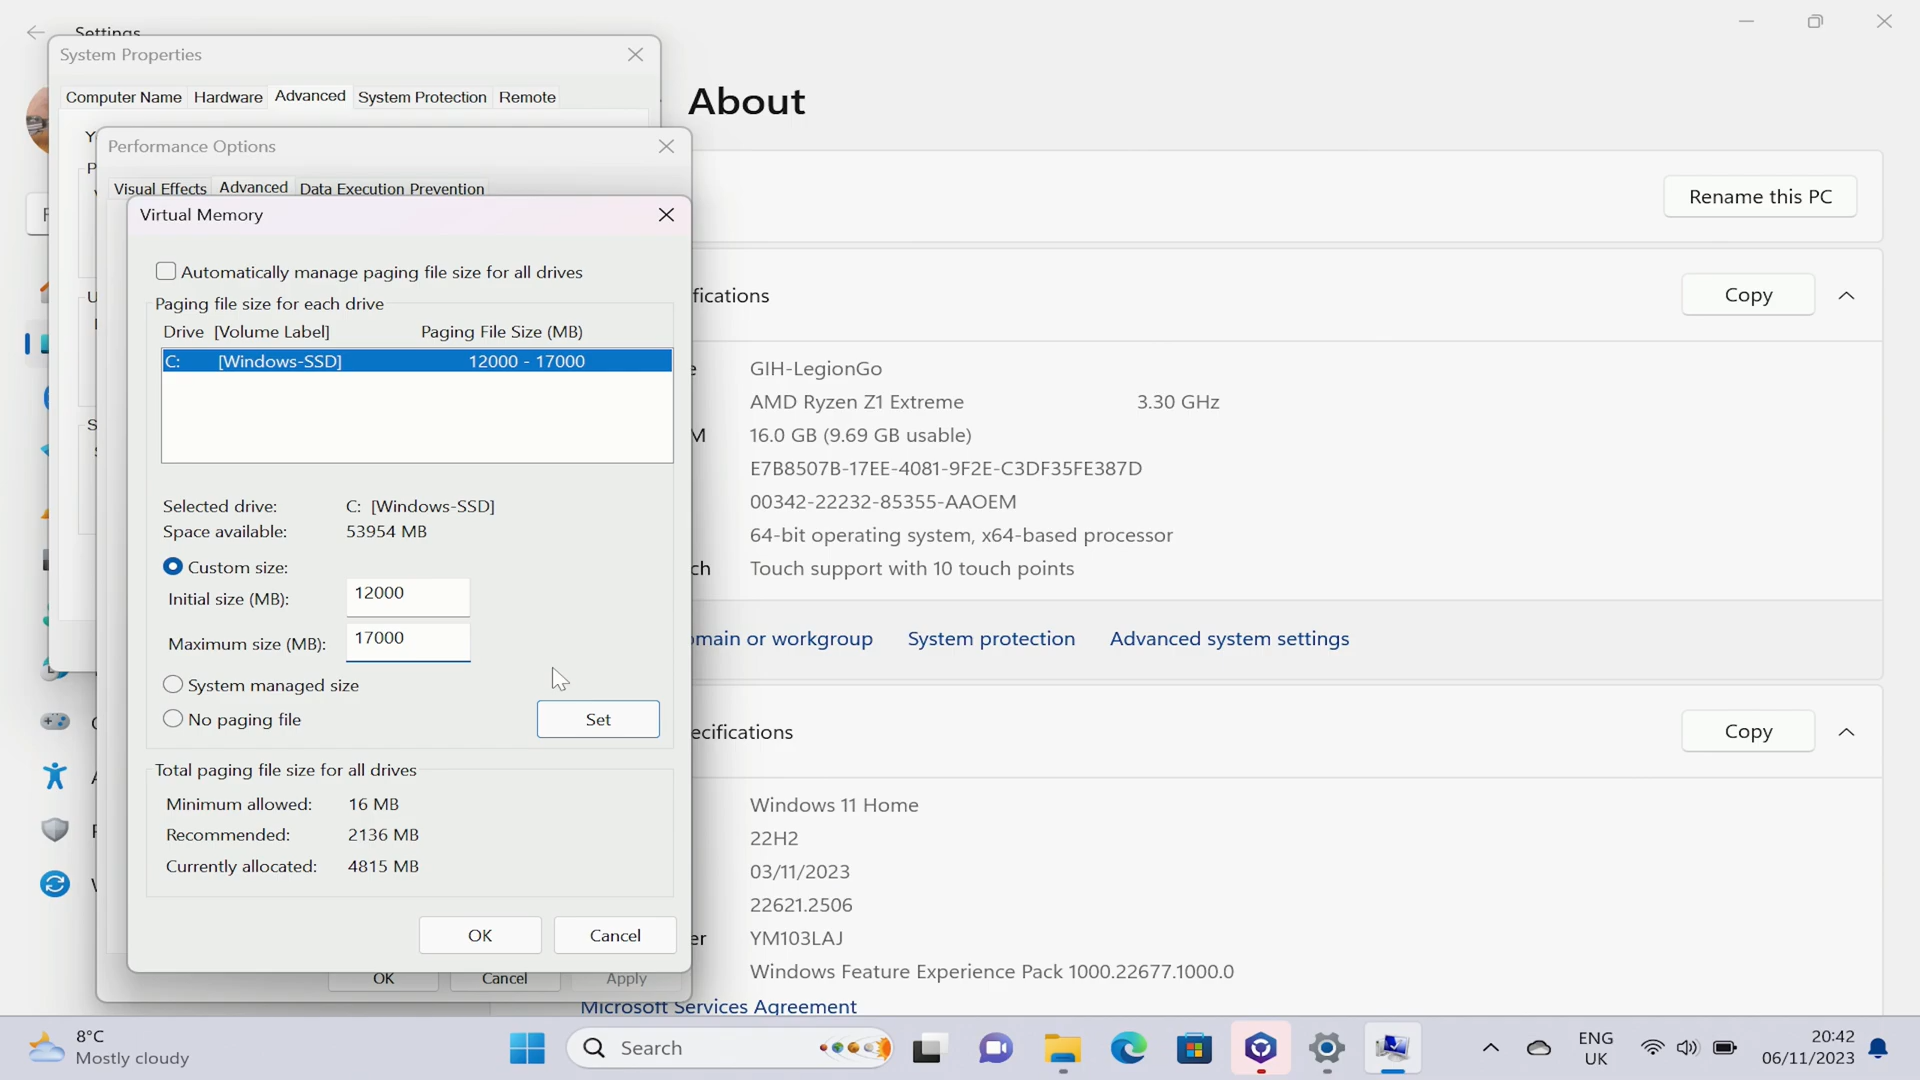 Settings
System Properties
Computer Name Hardware Advanced System Protection Remote
About
Performance Options
Visual Effects Advanced Data Execution Prevention
Rename this PC
Virtual Memory
Automatically manage paging file size for all drives
Paging file size for each drive
Drive [Volume Label] Paging File Size (MB)
C: [Windows-SSD] 12000 - 17000
Selected drive: C: [Windows-SSD]
Space available: 53954 MB
Custom size:
Initial size (MB): 12000
Maximum size (MB): 17000
System managed size
No paging file
Set
Total paging file size for all drives
Minimum allowed: 16 MB
Recommended: 2136 MB
Currently allocated: 4815 MB
OK Cancel
OK Cancel Apply
fications
Copy
GIH-LegionGo
AMD Ryzen Z1 Extreme 3.30 GHz
M 16.0 GB (9.69 GB usable)
E7B8507B-17EE-4081-9F2E-C3DF35FE387D
00342-22232-85355-AAOEM
64-bit operating system, x64-based processor
ch Touch support with 10 touch points
omain or workgroup System protection Advanced system settings
ecifications
Copy
Windows 11 Home
22H2
03/11/2023
22621.2506
er YM103LAJ
Windows Feature Experience Pack 1000.22677.1000.0
Microsoft Services Agreement
8°C
Mostly cloudy
Search
ENG
UK
20:42
06/11/2023